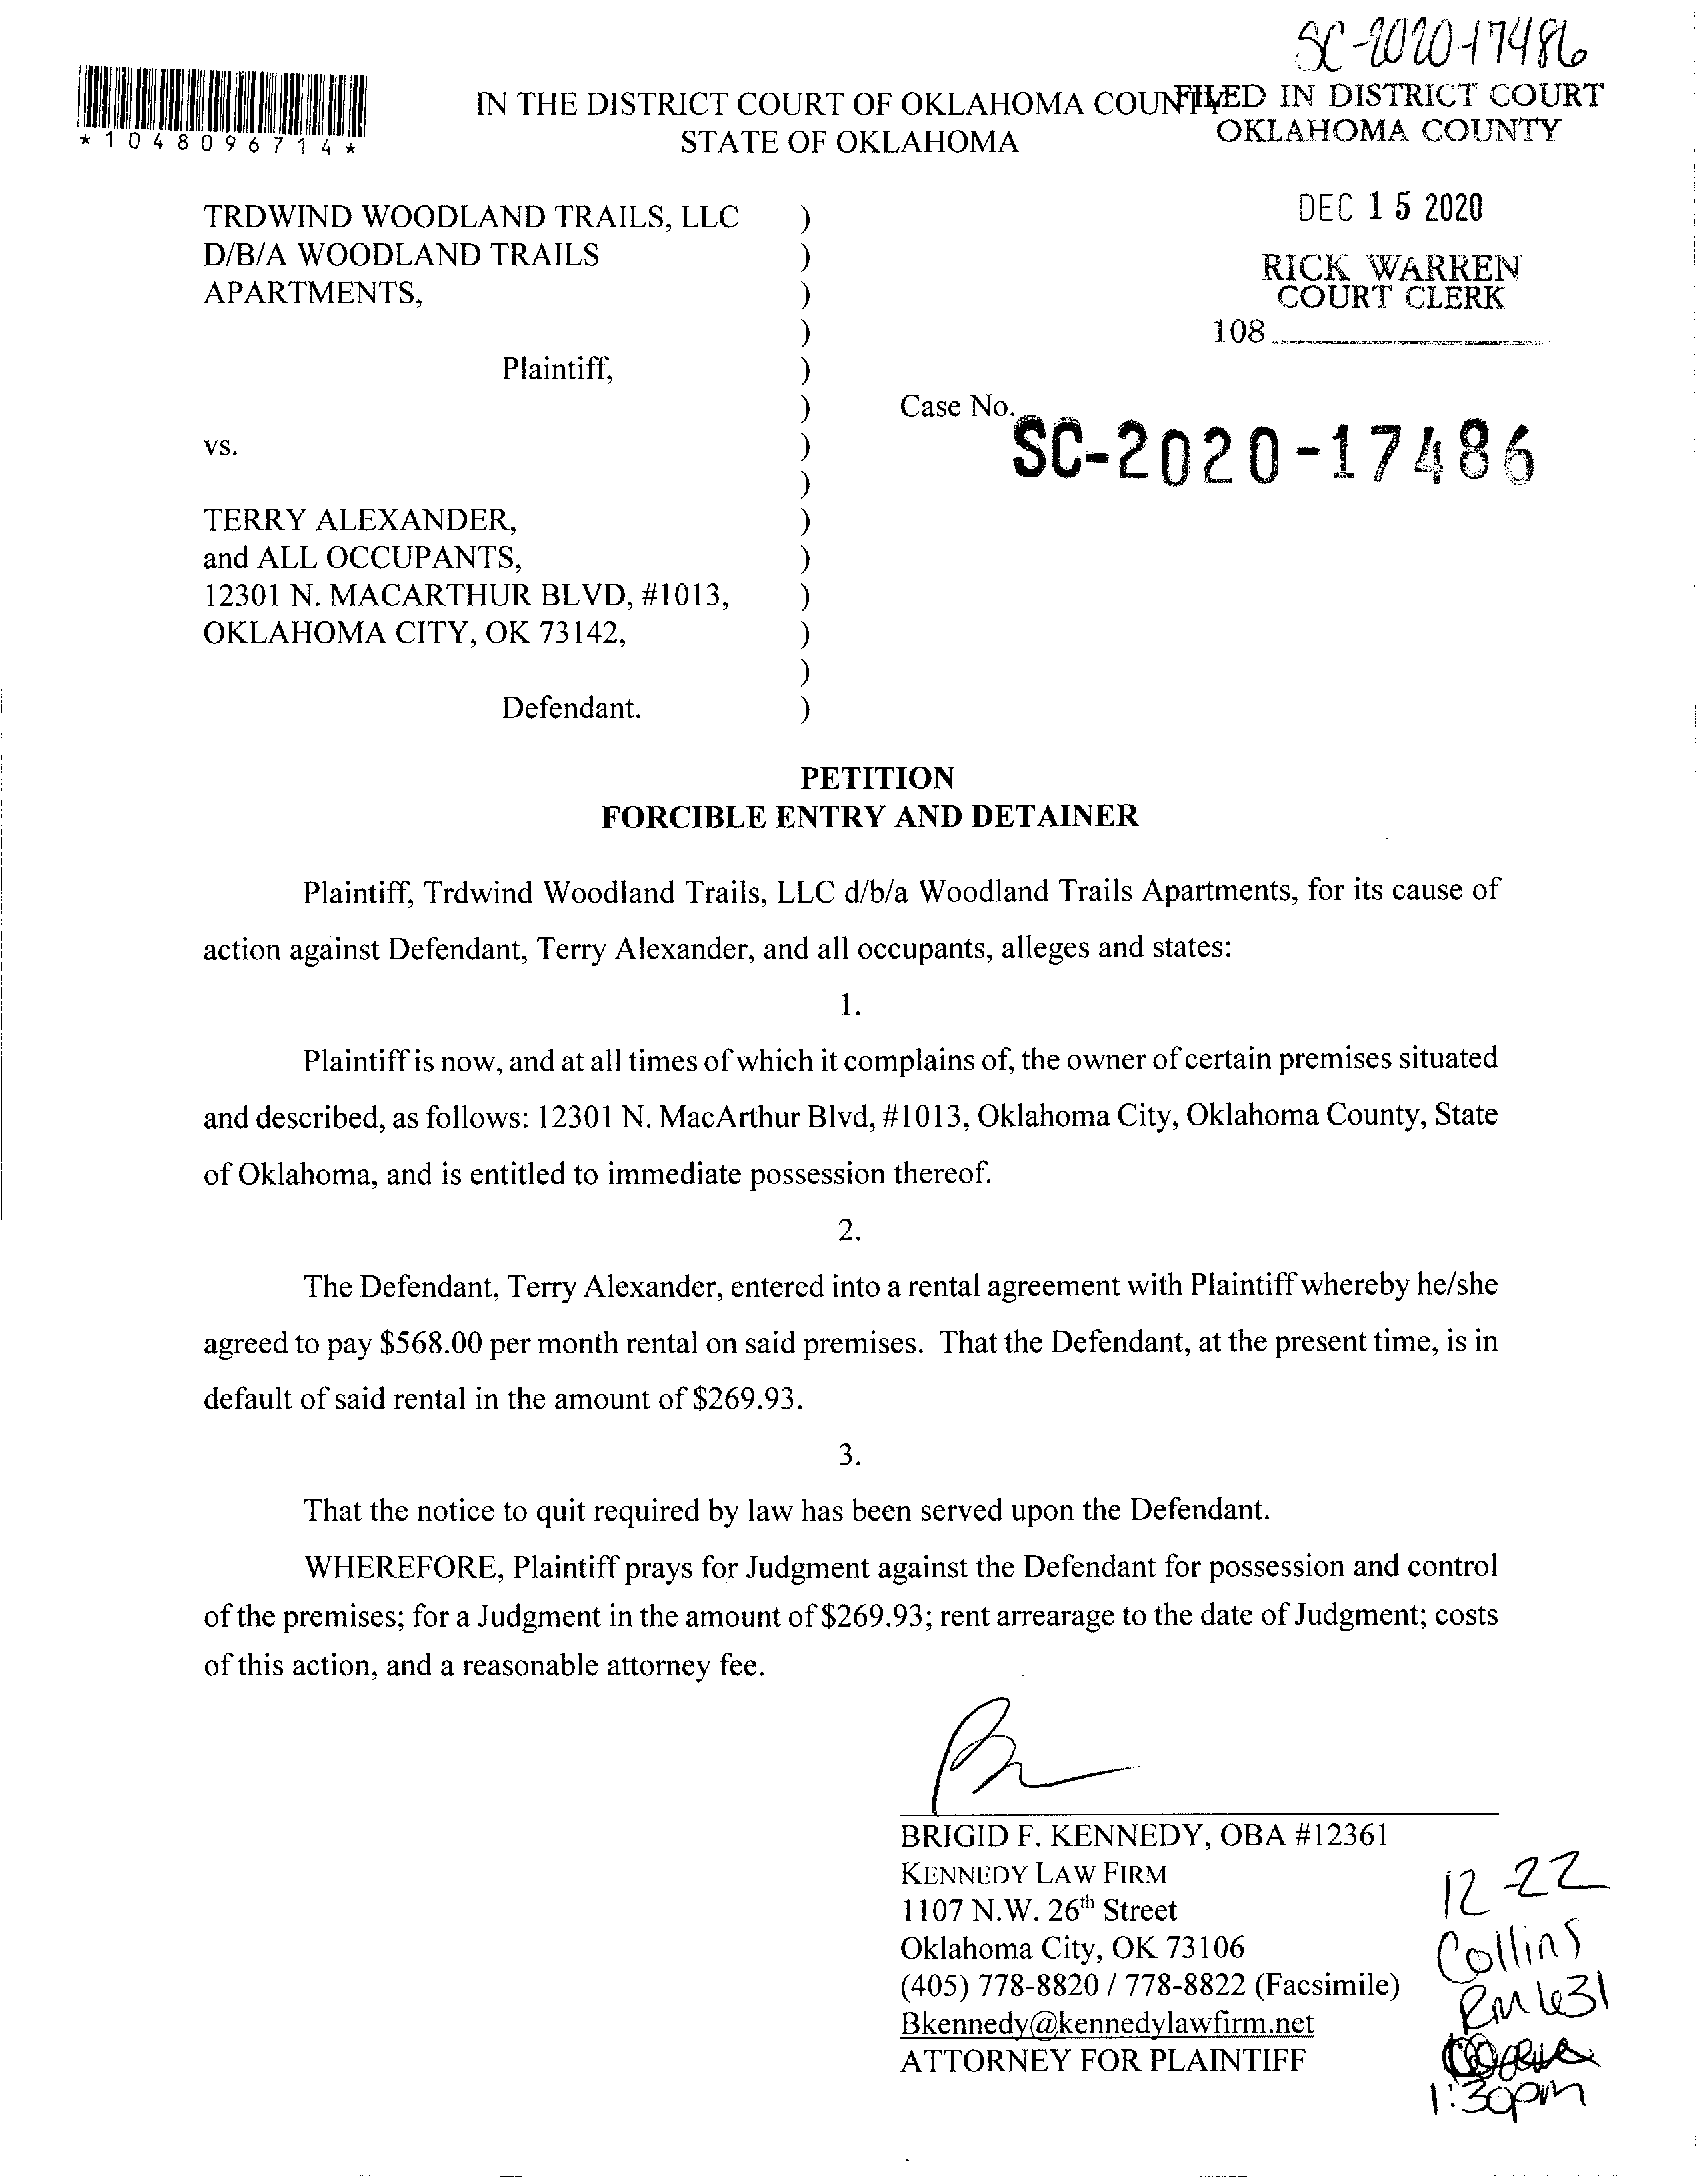 SC-2020-17486
*1048096714*
IN THE DISTRICT COURT OF OKLAHOMA COUNTY
STATE OF OKLAHOMA
FILED IN DISTRICT COURT
OKLAHOMA COUNTY
DEC 15 2020
RICK WARREN
COURT CLERK
108
TRDWIND WOODLAND TRAILS, LLC )
D/B/A WOODLAND TRAILS )
APARTMENTS, )
)
Plaintiff, )
) Case No. SC-2020-17486
vs. )
)
TERRY ALEXANDER, )
and ALL OCCUPANTS, )
12301 N. MACARTHUR BLVD, #1013, )
OKLAHOMA CITY, OK 73142, )
)
Defendant. )
PETITION
FORCIBLE ENTRY AND DETAINER
Plaintiff, Trdwind Woodland Trails, LLC d/b/a Woodland Trails Apartments, for its cause of
action against Defendant, Terry Alexander, and all occupants, alleges and states:
1.
Plaintiff is now, and at all times of which it complains of, the owner of certain premises situated
and described, as follows: 12301 N. MacArthur Blvd, #1013, Oklahoma City, Oklahoma County, State
of Oklahoma, and is entitled to immediate possession thereof.
2.
The Defendant, Terry Alexander, entered into a rental agreement with Plaintiff whereby he/she
agreed to pay $568.00 per month rental on said premises. That the Defendant, at the present time, is in
default of said rental in the amount of $269.93.
3.
That the notice to quit required by law has been served upon the Defendant.
WHEREFORE, Plaintiff prays for Judgment against the Defendant for possession and control
of the premises; for a Judgment in the amount of $269.93; rent arrearage to the date of Judgment; costs
of this action, and a reasonable attorney fee.
BRIGID F. KENNEDY, OBA #12361
KENNEDY LAW FIRM
1107 N.W. 26th Street
Oklahoma City, OK 73106
(405) 778-8820 / 778-8822 (Facsimile)
Bkennedy@kennedylawfirm.net
ATTORNEY FOR PLAINTIFF
12-22
Collins
RM 631
1:30pm